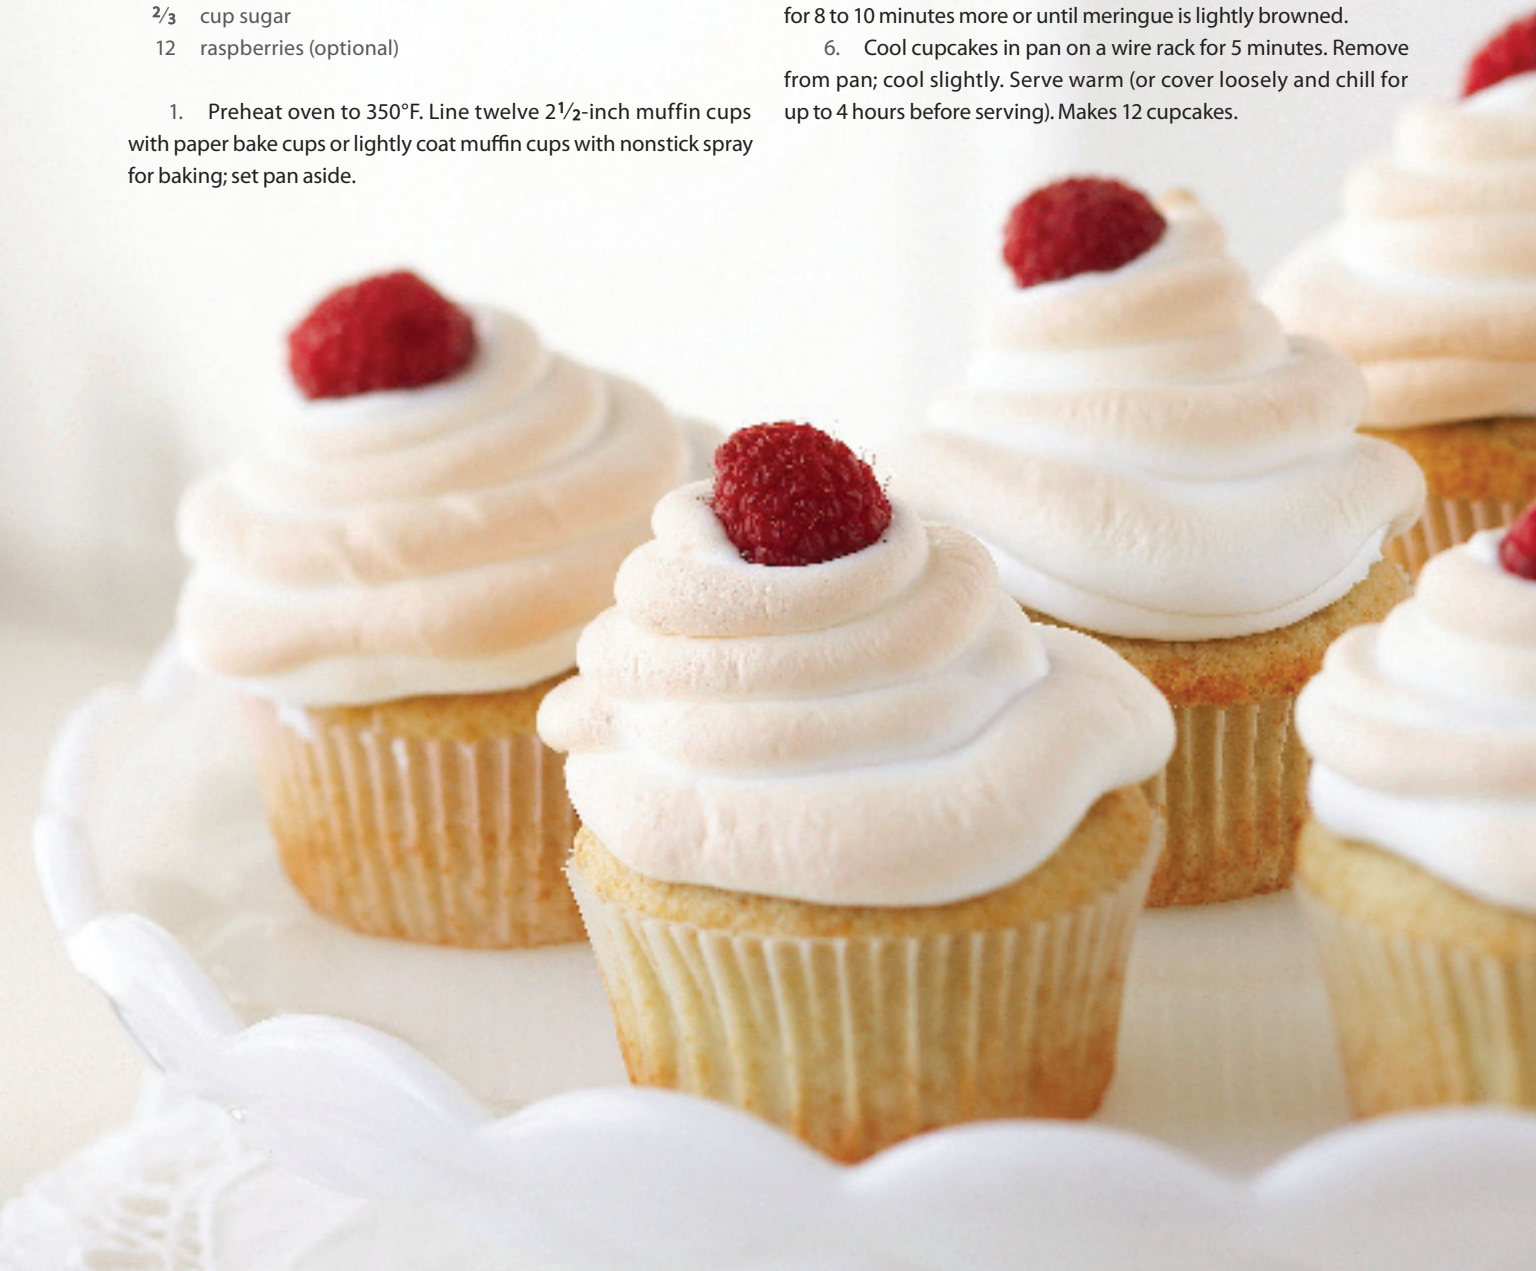 ⅔ cup sugar
12 raspberries (optional)
1. Preheat oven to 350°F. Line twelve 2½-inch muffin cups
with paper bake cups or lightly coat muffin cups with nonstick spray
for baking; set pan aside.
for 8 to 10 minutes more or until meringue is lightly browned.
6. Cool cupcakes in pan on a wire rack for 5 minutes. Remove
from pan; cool slightly. Serve warm (or cover loosely and chill for
up to 4 hours before serving). Makes 12 cupcakes.